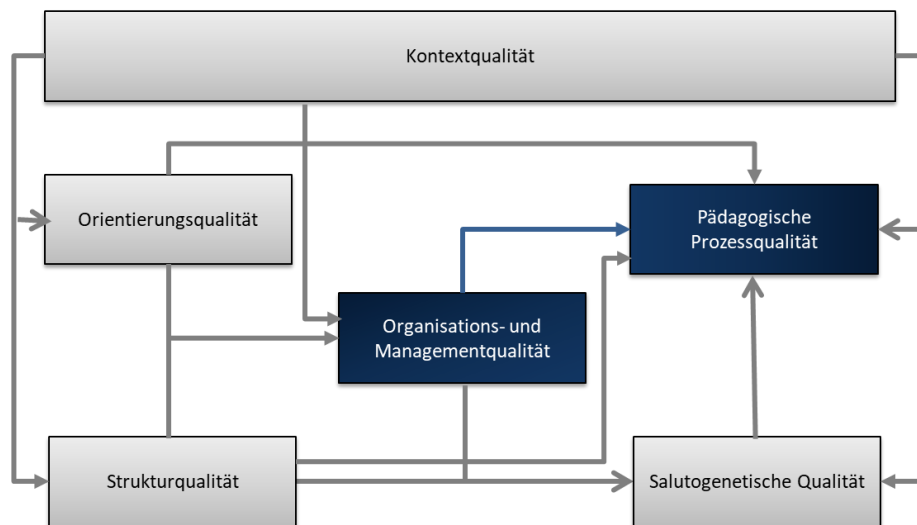 Kontextqualität
Orientierungsqualität
Pädagogische
Prozessqualität
Organisations- und
Managementqualität
Strukturqualität
Salutogenetische Qualität